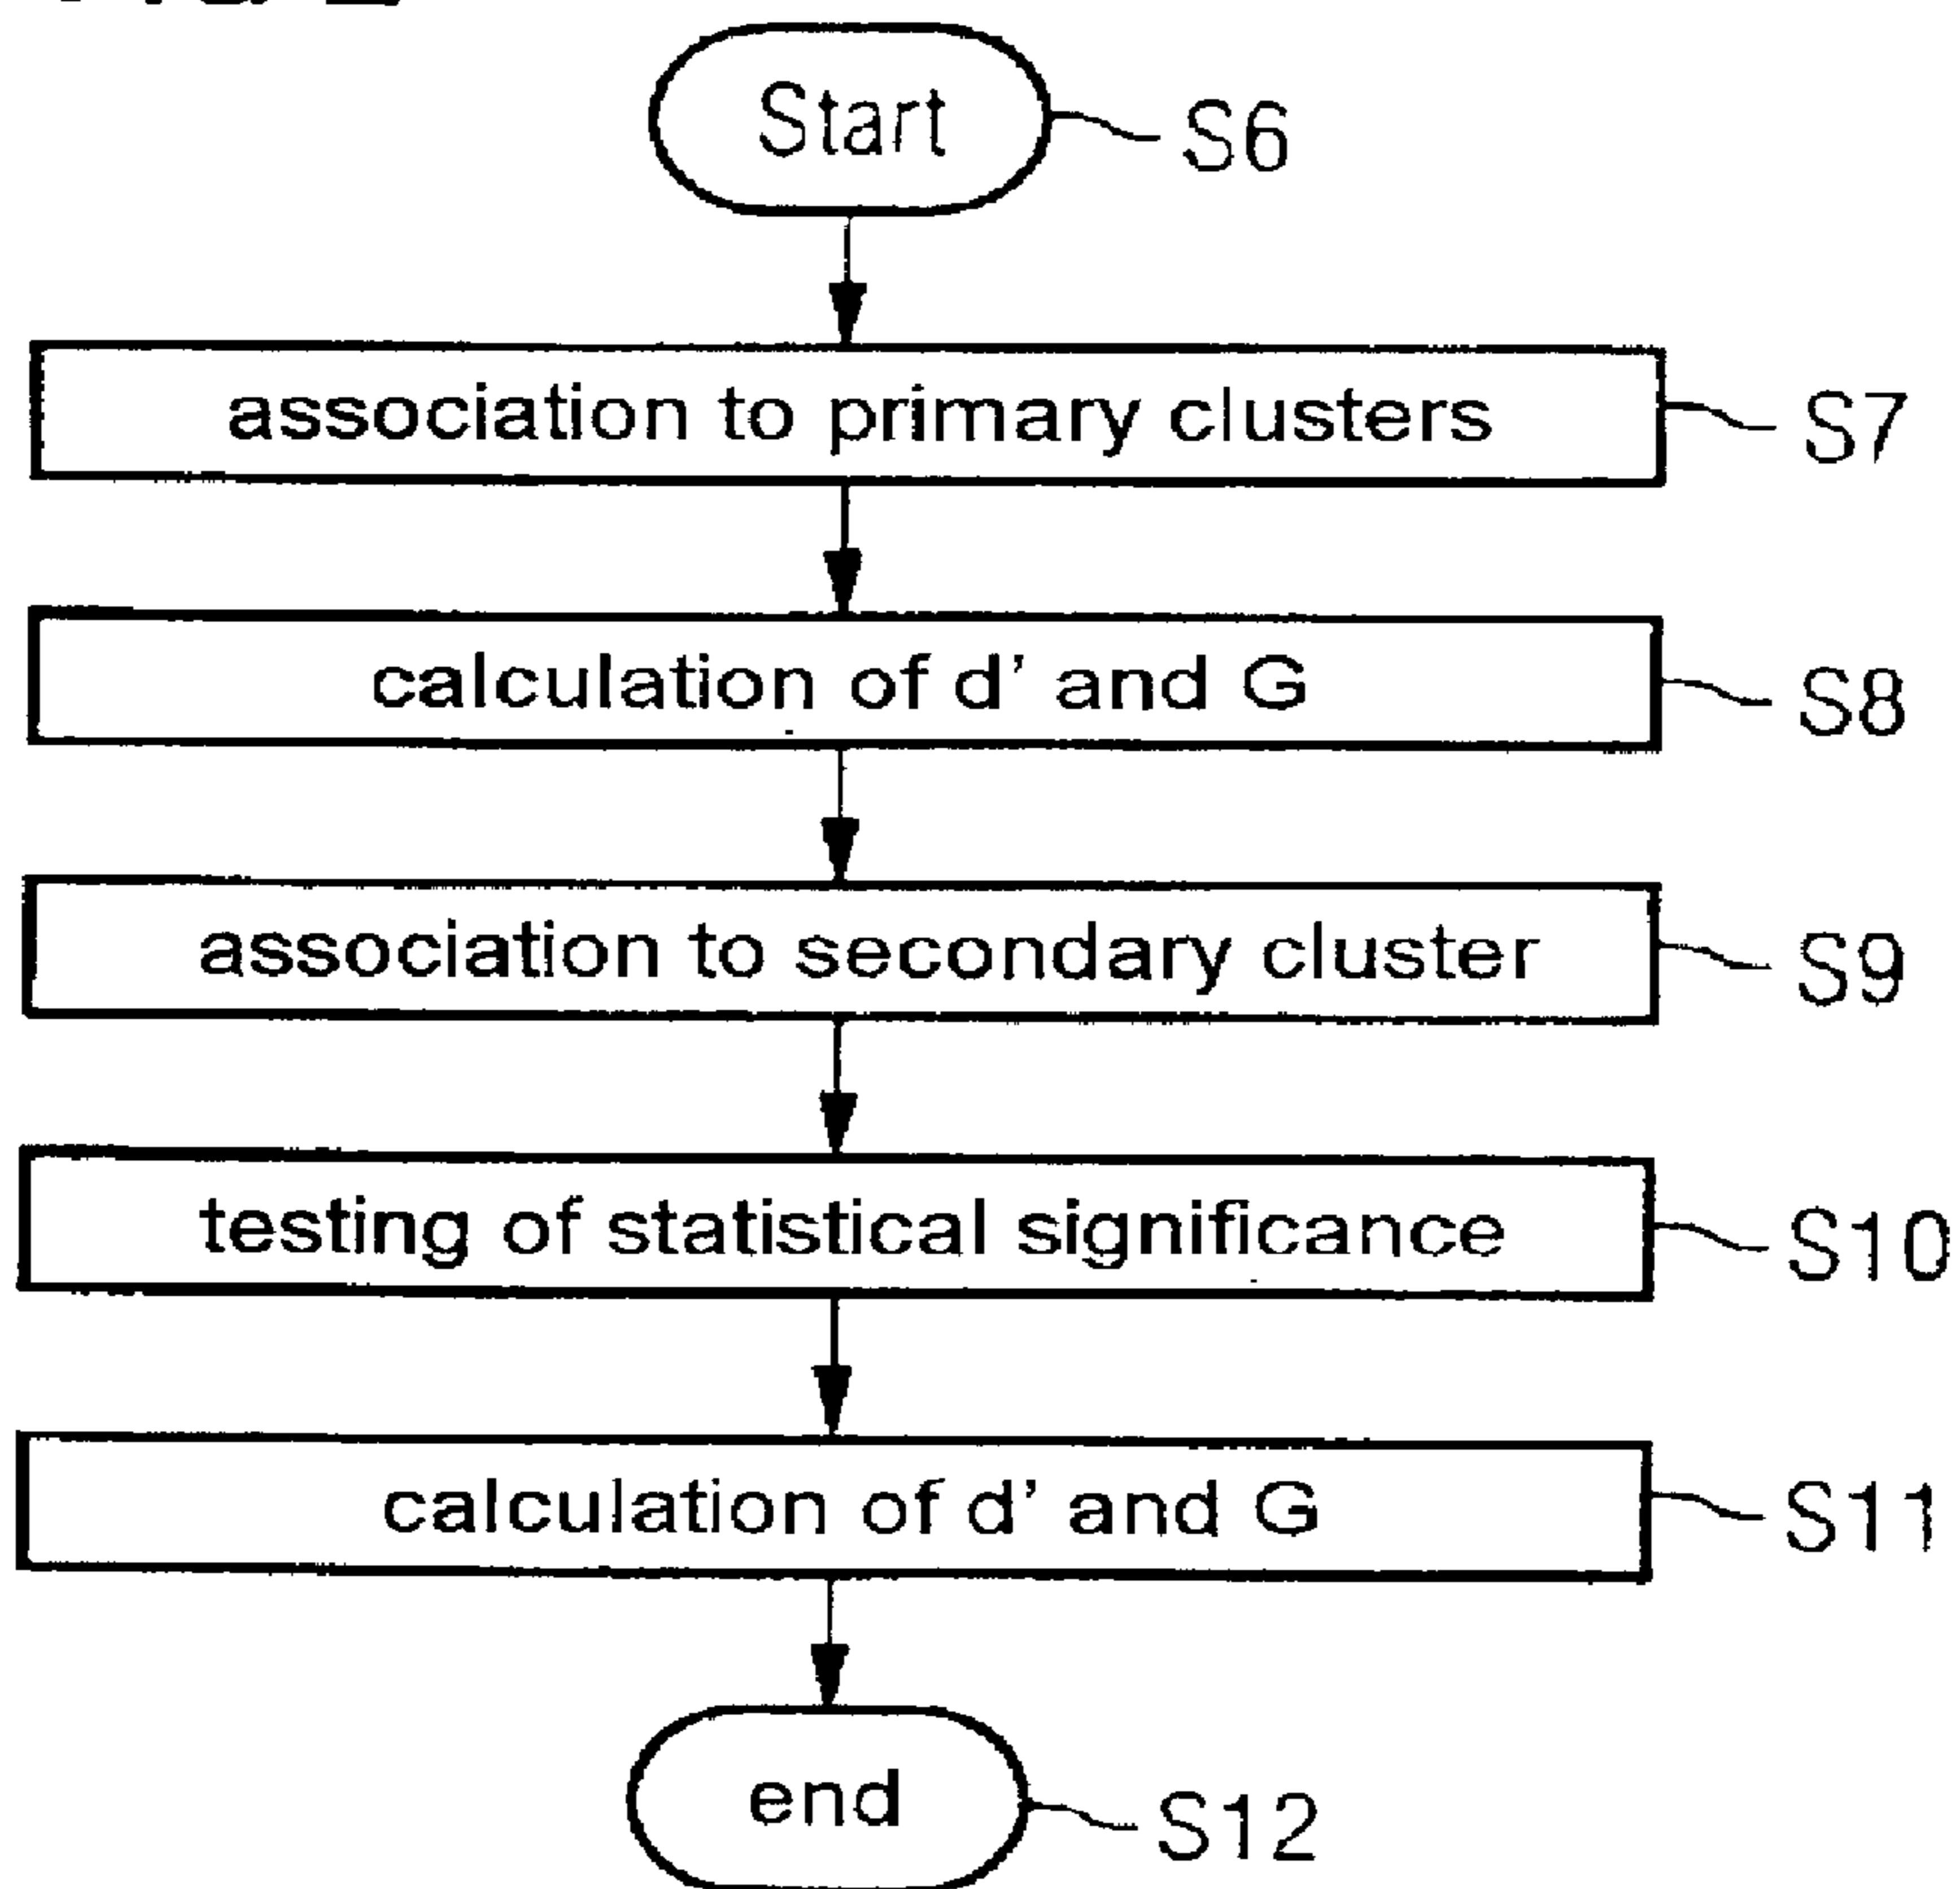 Start
S6
association to primary clusters
S7
calculation of d' and G
S8
association to secondary cluster
S9
testing of statistical significance
S10
calculation of d' and G
S11
end
S12